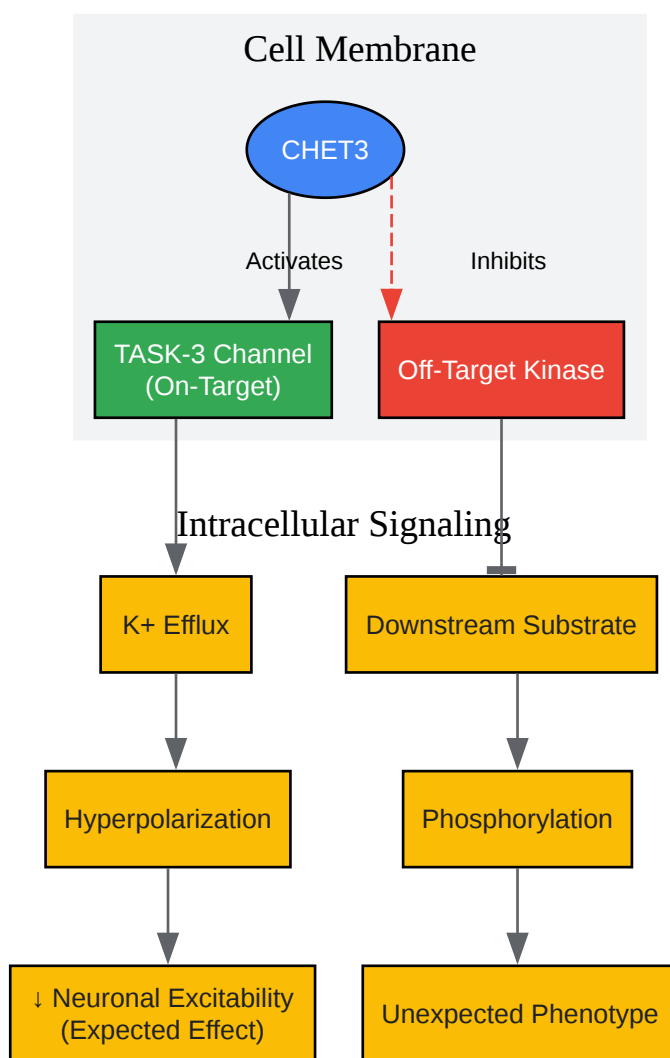 Cell Membrane
CHET3
Activates
Inhibits
TASK-3 Channel
(On-Target)
Off-Target Kinase
Intracellular Signaling
K+ Efflux
Downstream Substrate
Hyperpolarization
Phosphorylation
↓ Neuronal Excitability
(Expected Effect)
Unexpected Phenotype